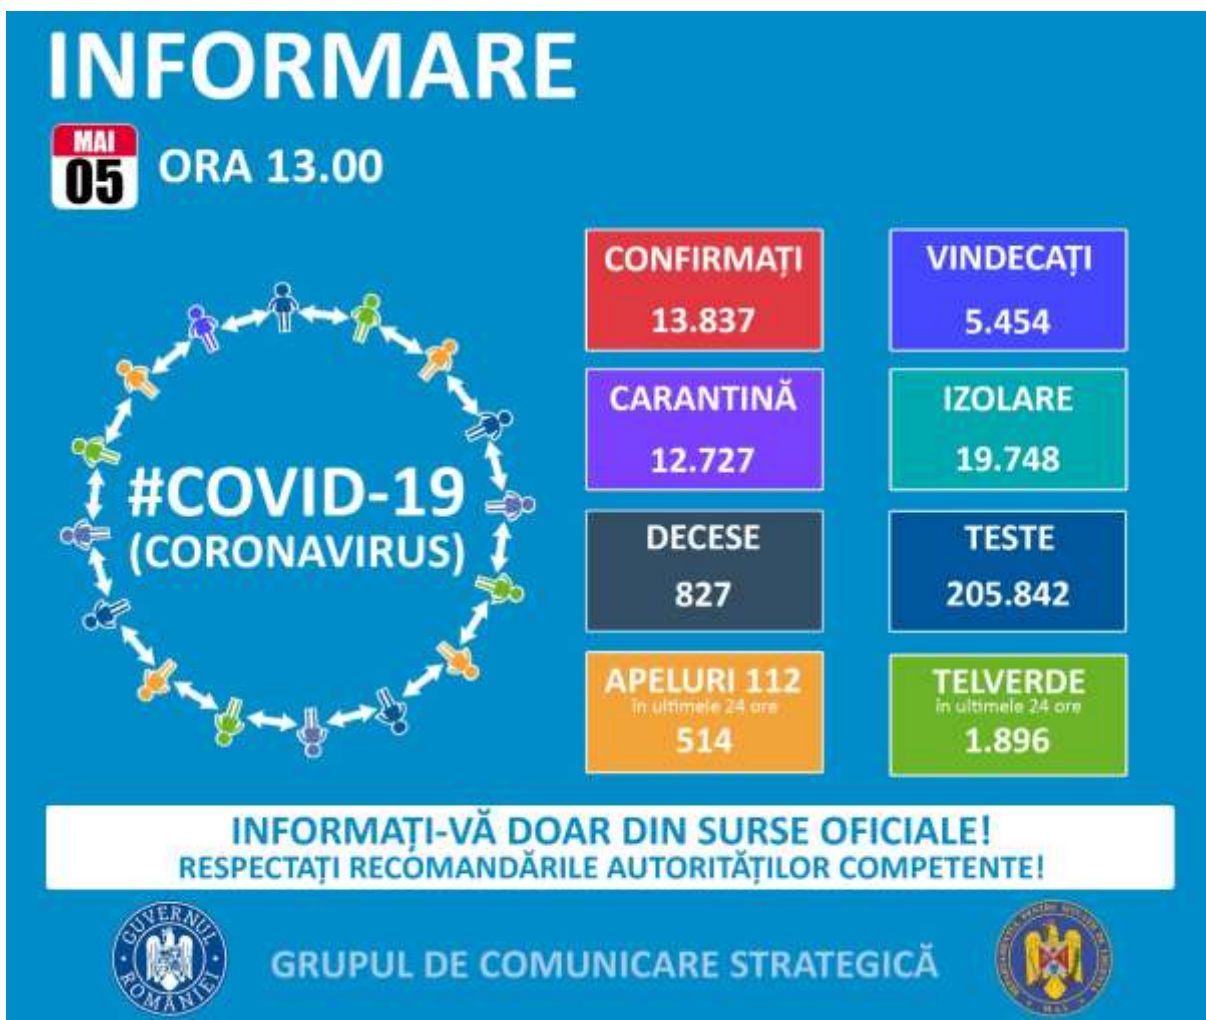 INFORMARE
MAI
05
ORA 13.00
#COVID-19
(CORONAVIRUS)
CONFIRMAȚI
13.837
VINDECAȚI
5.454
CARANTINĂ
12.727
IZOLARE
19.748
DECESE
827
TESTE
205.842
APELURI 112
în ultimele 24 ore
514
TELVERDE
în ultimele 24 ore
1.896
INFORMAȚI-VĂ DOAR DIN SURSE OFICIALE!
RESPECTAȚI RECOMANDĂRILE AUTORITĂȚILOR COMPETENTE!
GUVERNUL
ROMÂNIEI
GRUPUL DE COMUNICARE STRATEGICĂ